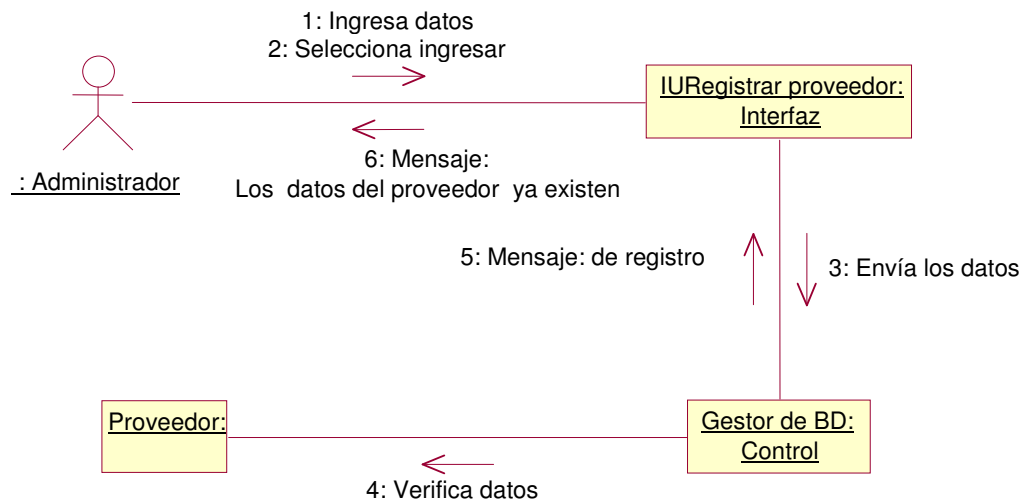 1: Ingresa datos
2: Selecciona ingresar
IURegistrar proveedor:
Interfaz
6: Mensaje:
Los datos del proveedor ya existen
: Administrador
5: Mensaje: de registro
3: Envía los datos
Proveedor:
Gestor de BD:
Control
4: Verifica datos